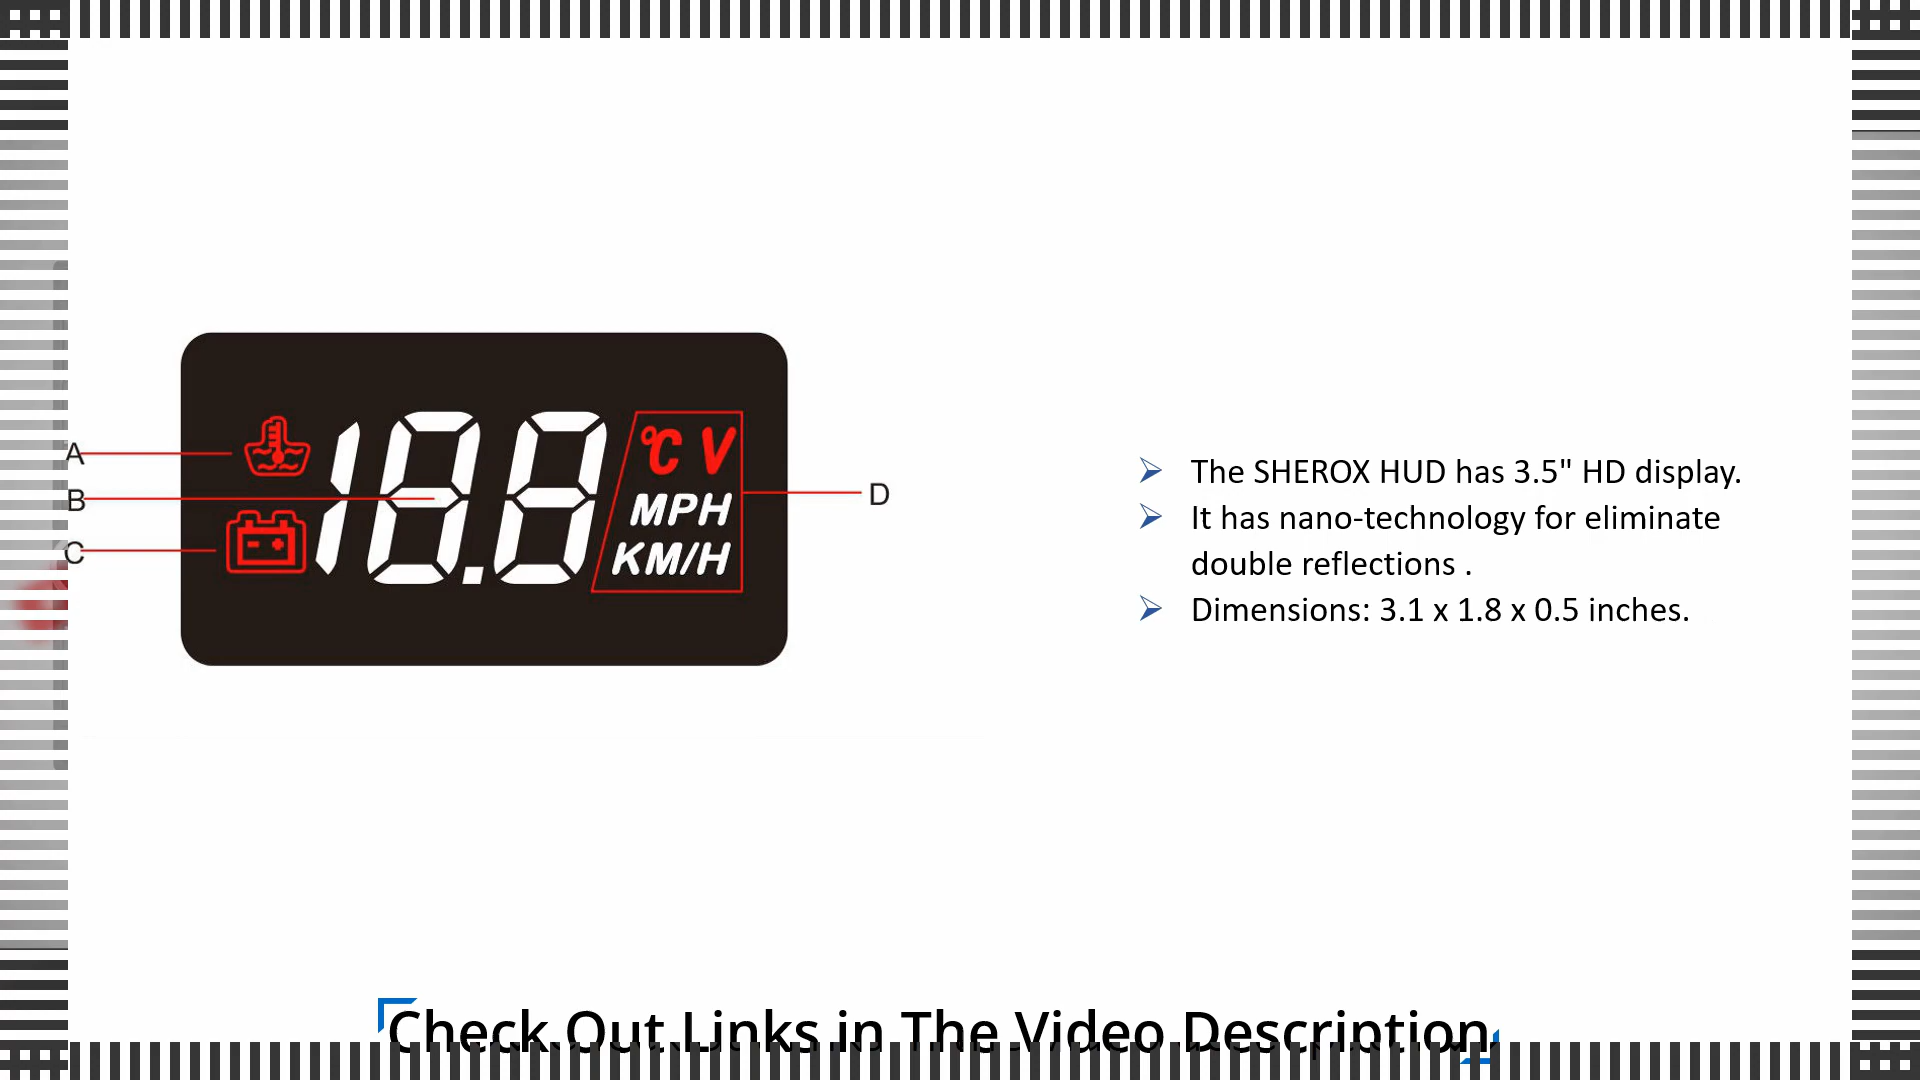 A
B
C
18.8
℃ V
MPH
KM/H
D
The SHEROX HUD has 3.5" HD display.
It has nano-technology for eliminate
double reflections .
Dimensions: 3.1 x 1.8 x 0.5 inches.
Check Out Links in The Video Description